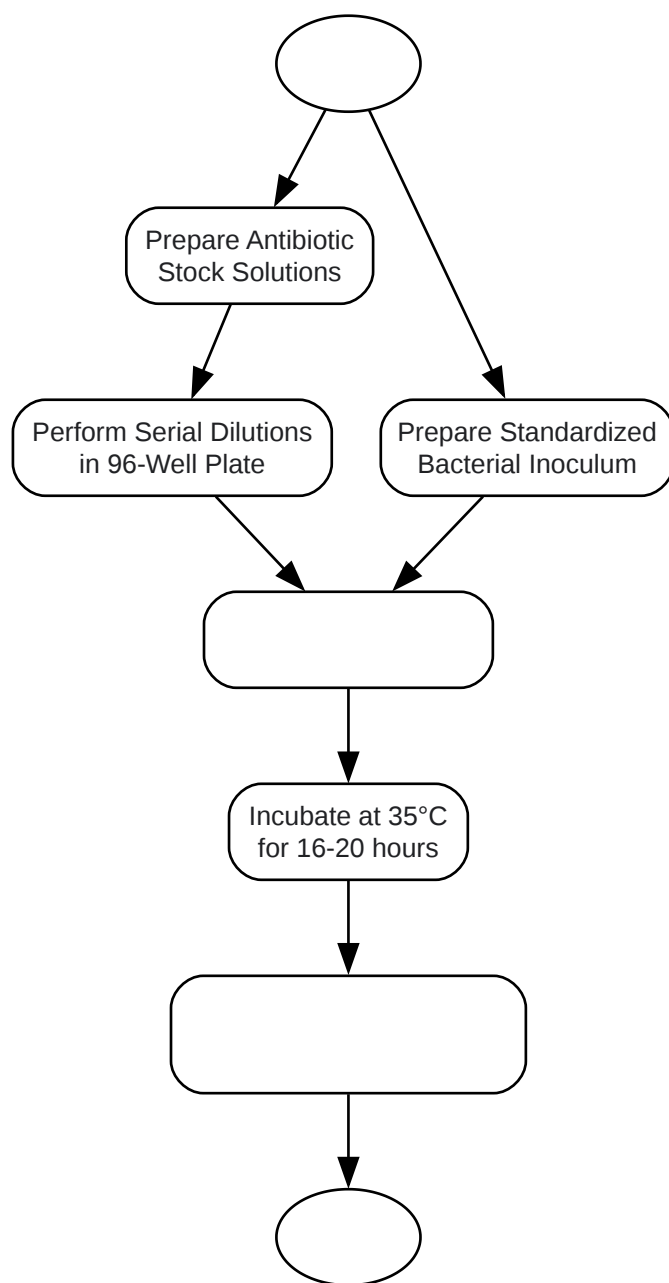 Prepare Antibiotic
Stock Solutions
Perform Serial Dilutions
in 96-Well Plate
Prepare Standardized
Bacterial Inoculum
Incubate at 35°C
for 16-20 hours